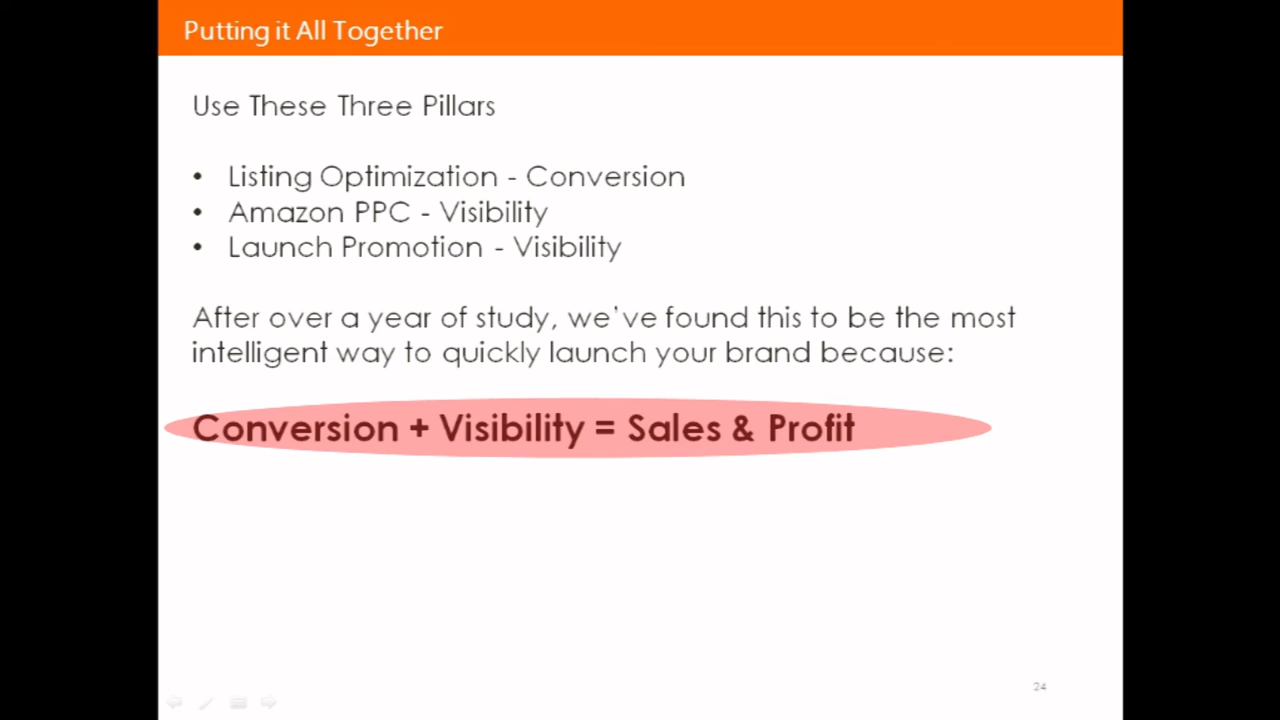 Putting it All Together
Use These Three Pillars
• Listing Optimization - Conversion
• Amazon PPC - Visibility
• Launch Promotion - Visibility
After over a year of study, we've found this to be the most
intelligent way to quickly launch your brand because:
Conversion + Visibility = Sales & Profit
24